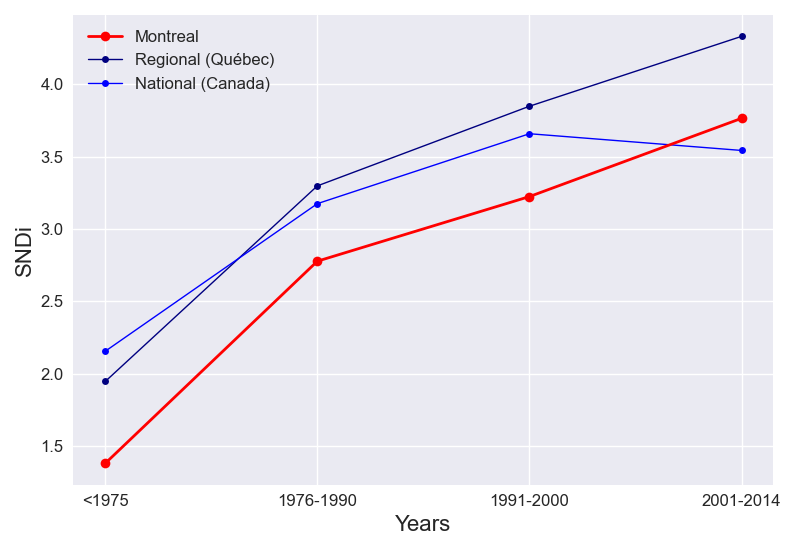 Montreal
Regional (Québec)
National (Canada)
4.0
3.5
3.0
2.5
2.0
1.5
SNDi
<1975 1976-1990 1991-2000 2001-2014
Years